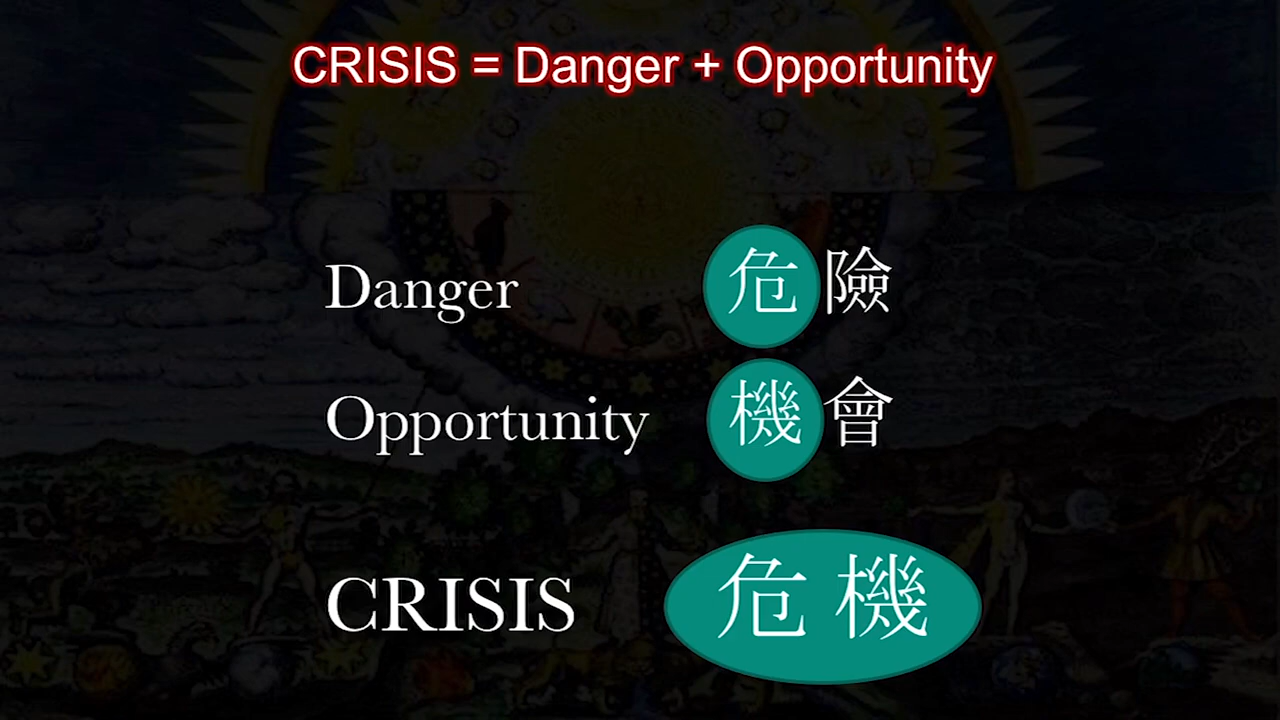 CRISIS = Danger + Opportunity
Danger 危險
Opportunity 機會
CRISIS 危機